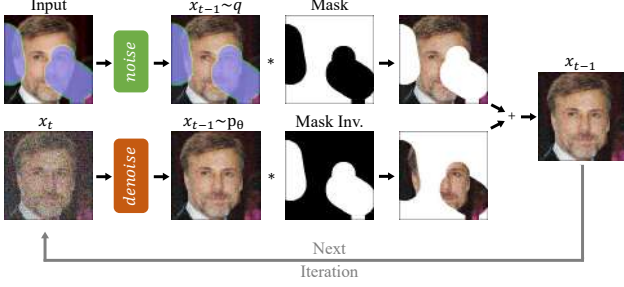 Input
x_{t−1}~q
Mask
noise
*
x_{t−1}
+
x_t
x_{t−1}~p_θ
Mask Inv.
denoise
*
Next
Iteration